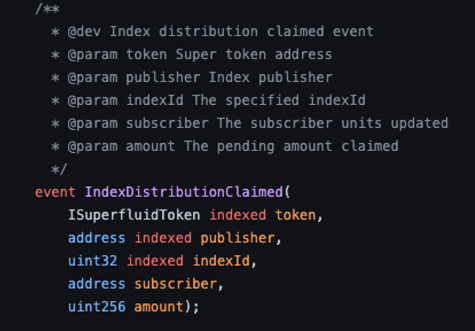 /**
* @dev Index distribution claimed event
* @param token Super token address
* @param publisher Index publisher
* @param indexId The specified indexId
* @param subscriber The subscriber units updated
* @param amount The pending amount claimed
*/
event IndexDistributionClaimed(
ISuperfluidToken indexed token,
address indexed publisher,
uint32 indexed indexId,
address subscriber,
uint256 amount);